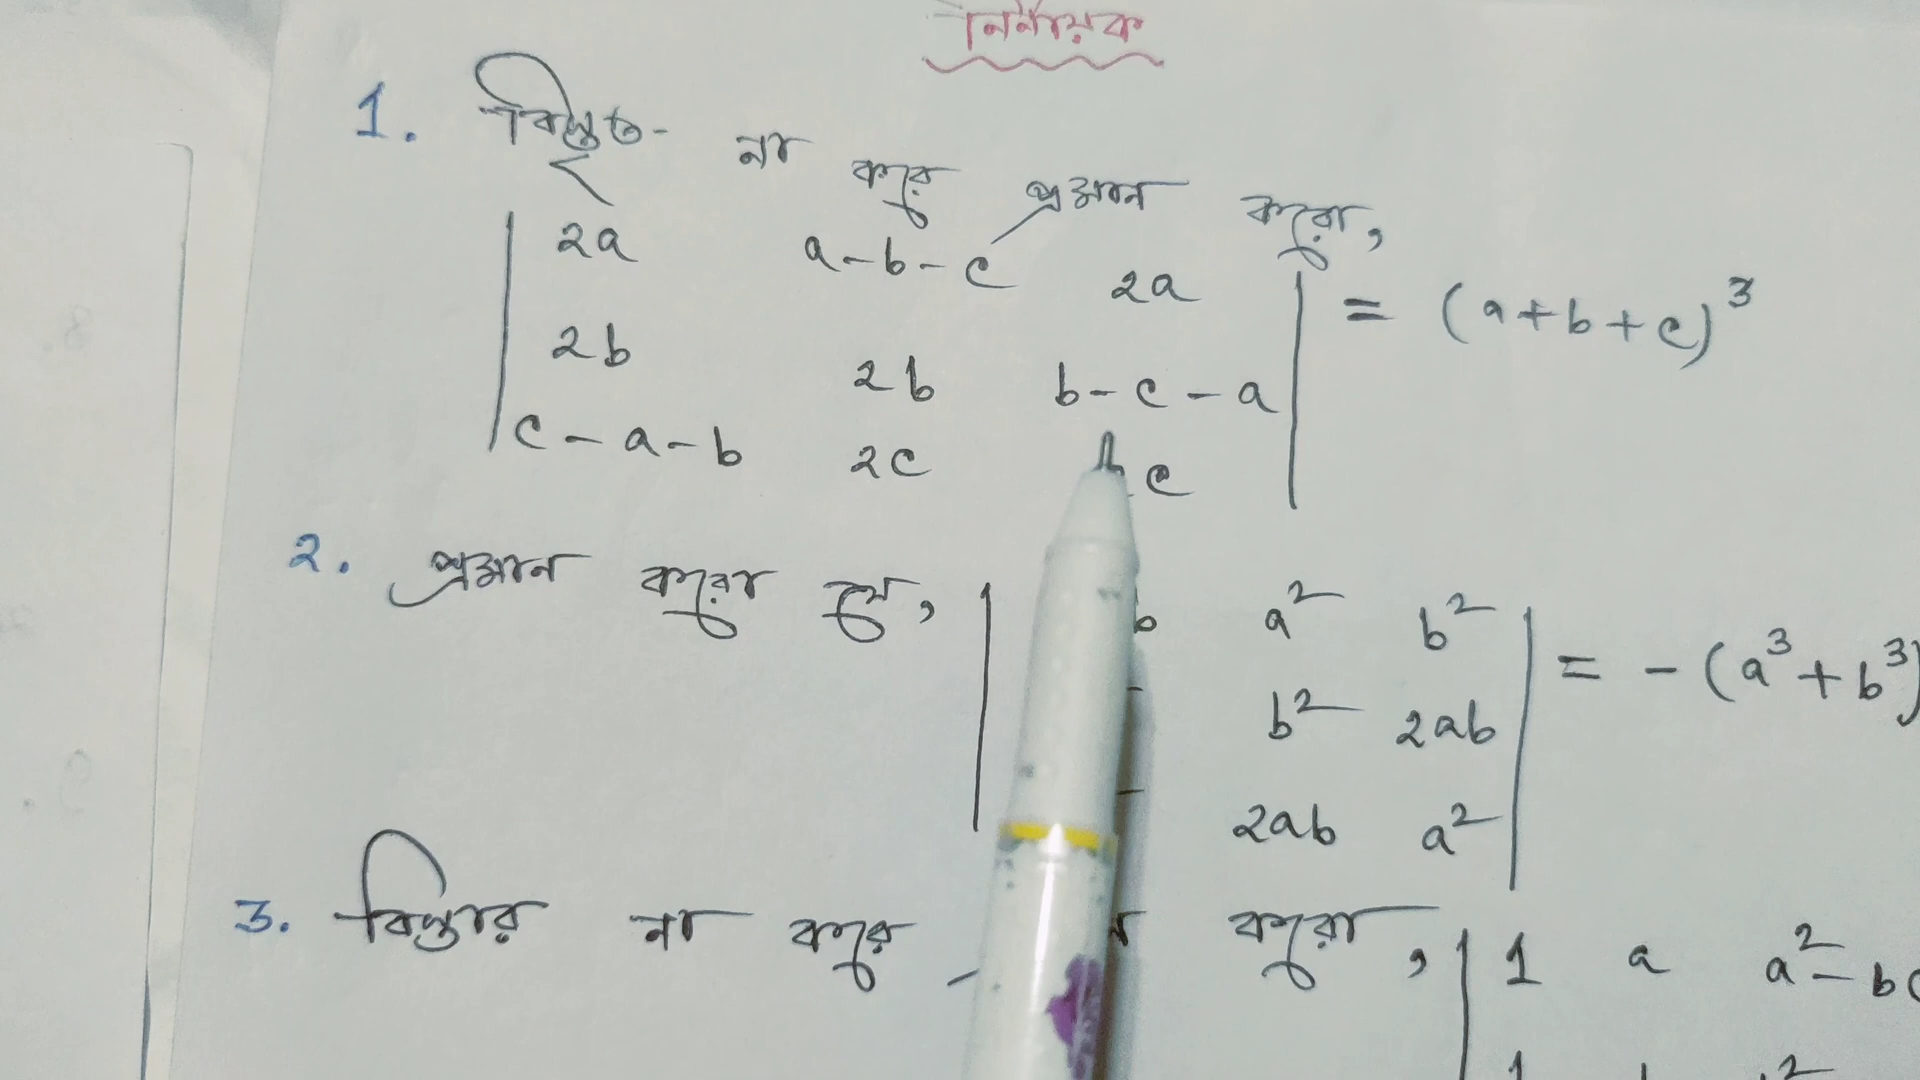 নির্ণায়ক
1. বিস্তৃত না করে প্রমান করো,
| 2a a-b-c 2a |
| 2b 2b b-c-a | = (a+b+c)³
| c-a-b 2c c |
2. প্রমান করো যে, | b a² b² |
| b² 2ab | = -(a³+b³)
| 2ab a² |
3. বিস্তার না করে করো, | 1 a a²-bc